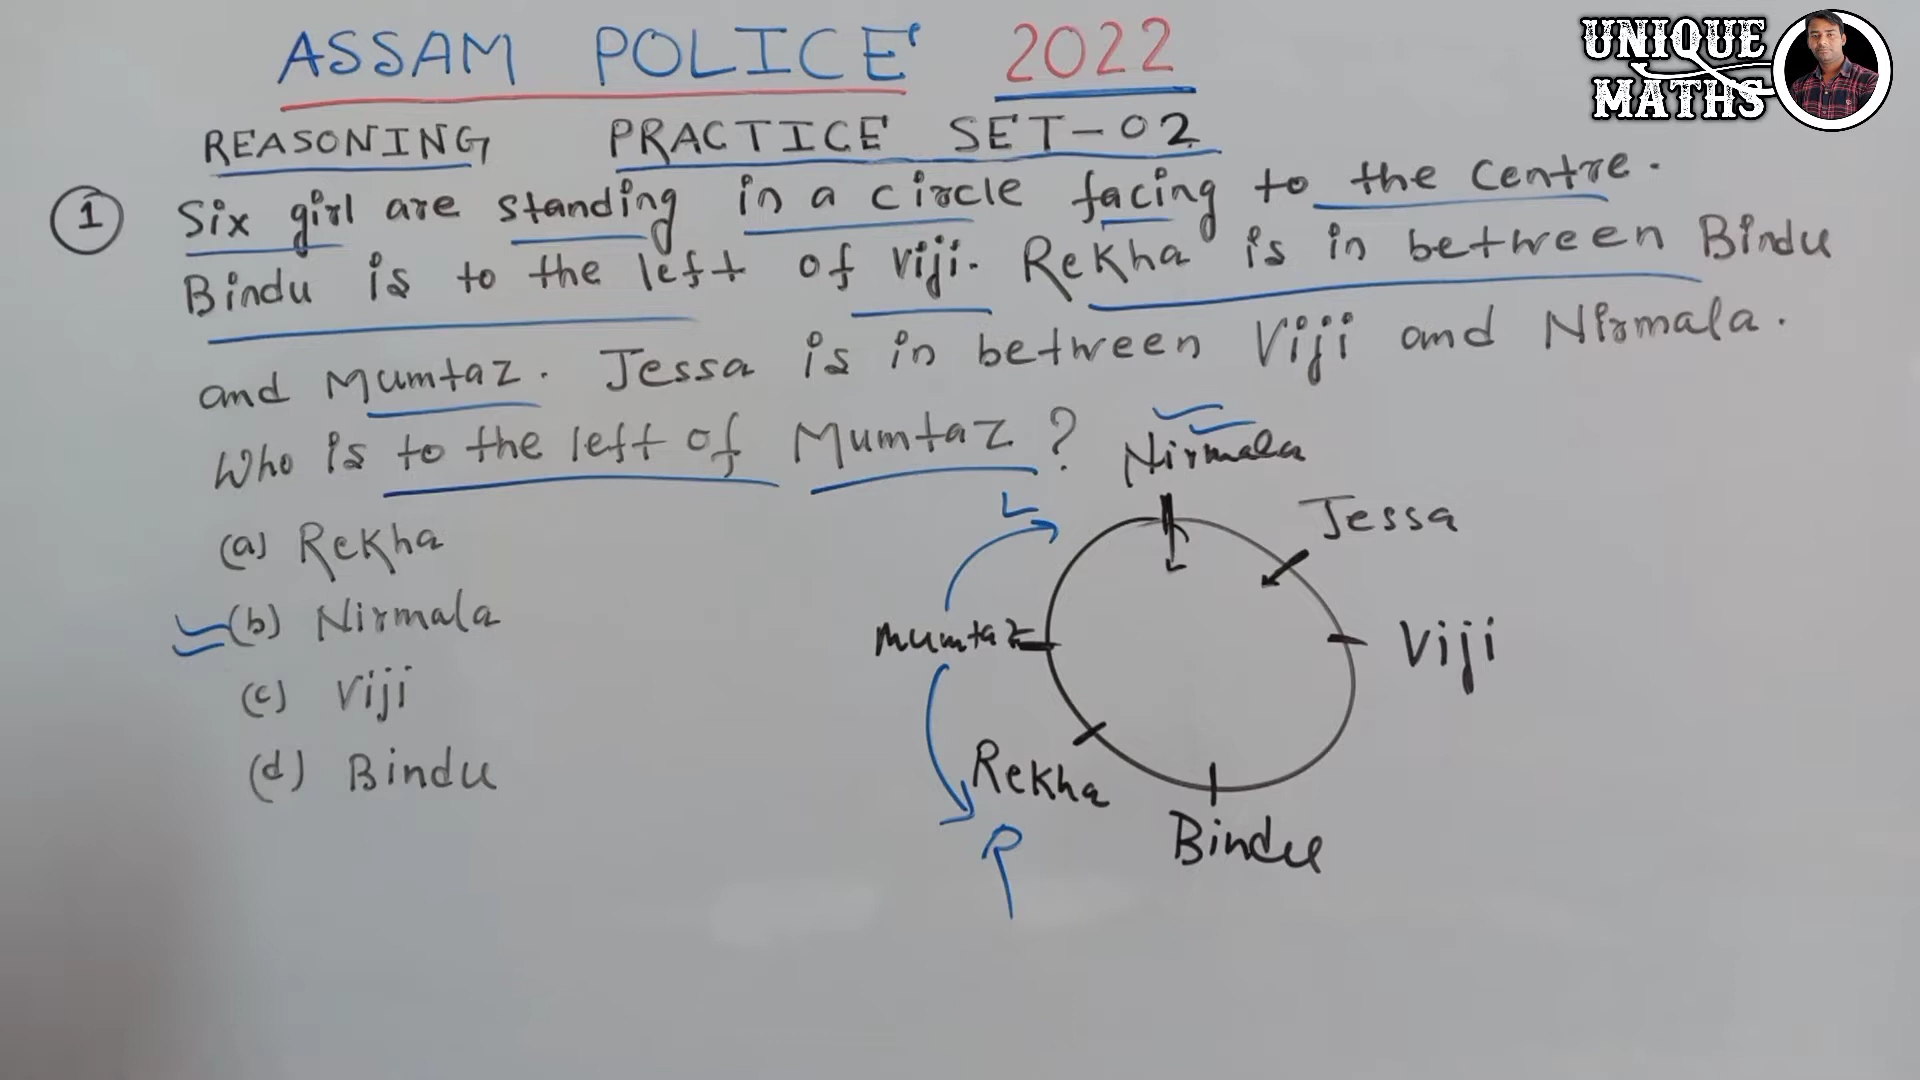 ASSAM POLICE 2022
UNIQUE
MATHS
REASONING PRACTICE SET-02
1 Six girl are standing in a circle facing to the centre.
Bindu is to the left of Viji. Rekha is in between Bindu
and Mumtaz. Jessa is in between Viji and Nirmala.
Who is to the left of Mumtaz?
(a) Rekha
(b) Nirmala
(c) Viji
(d) Bindu
Nirmala
L
Jessa
Mumtaz
Viji
Rekha
R
Bindu